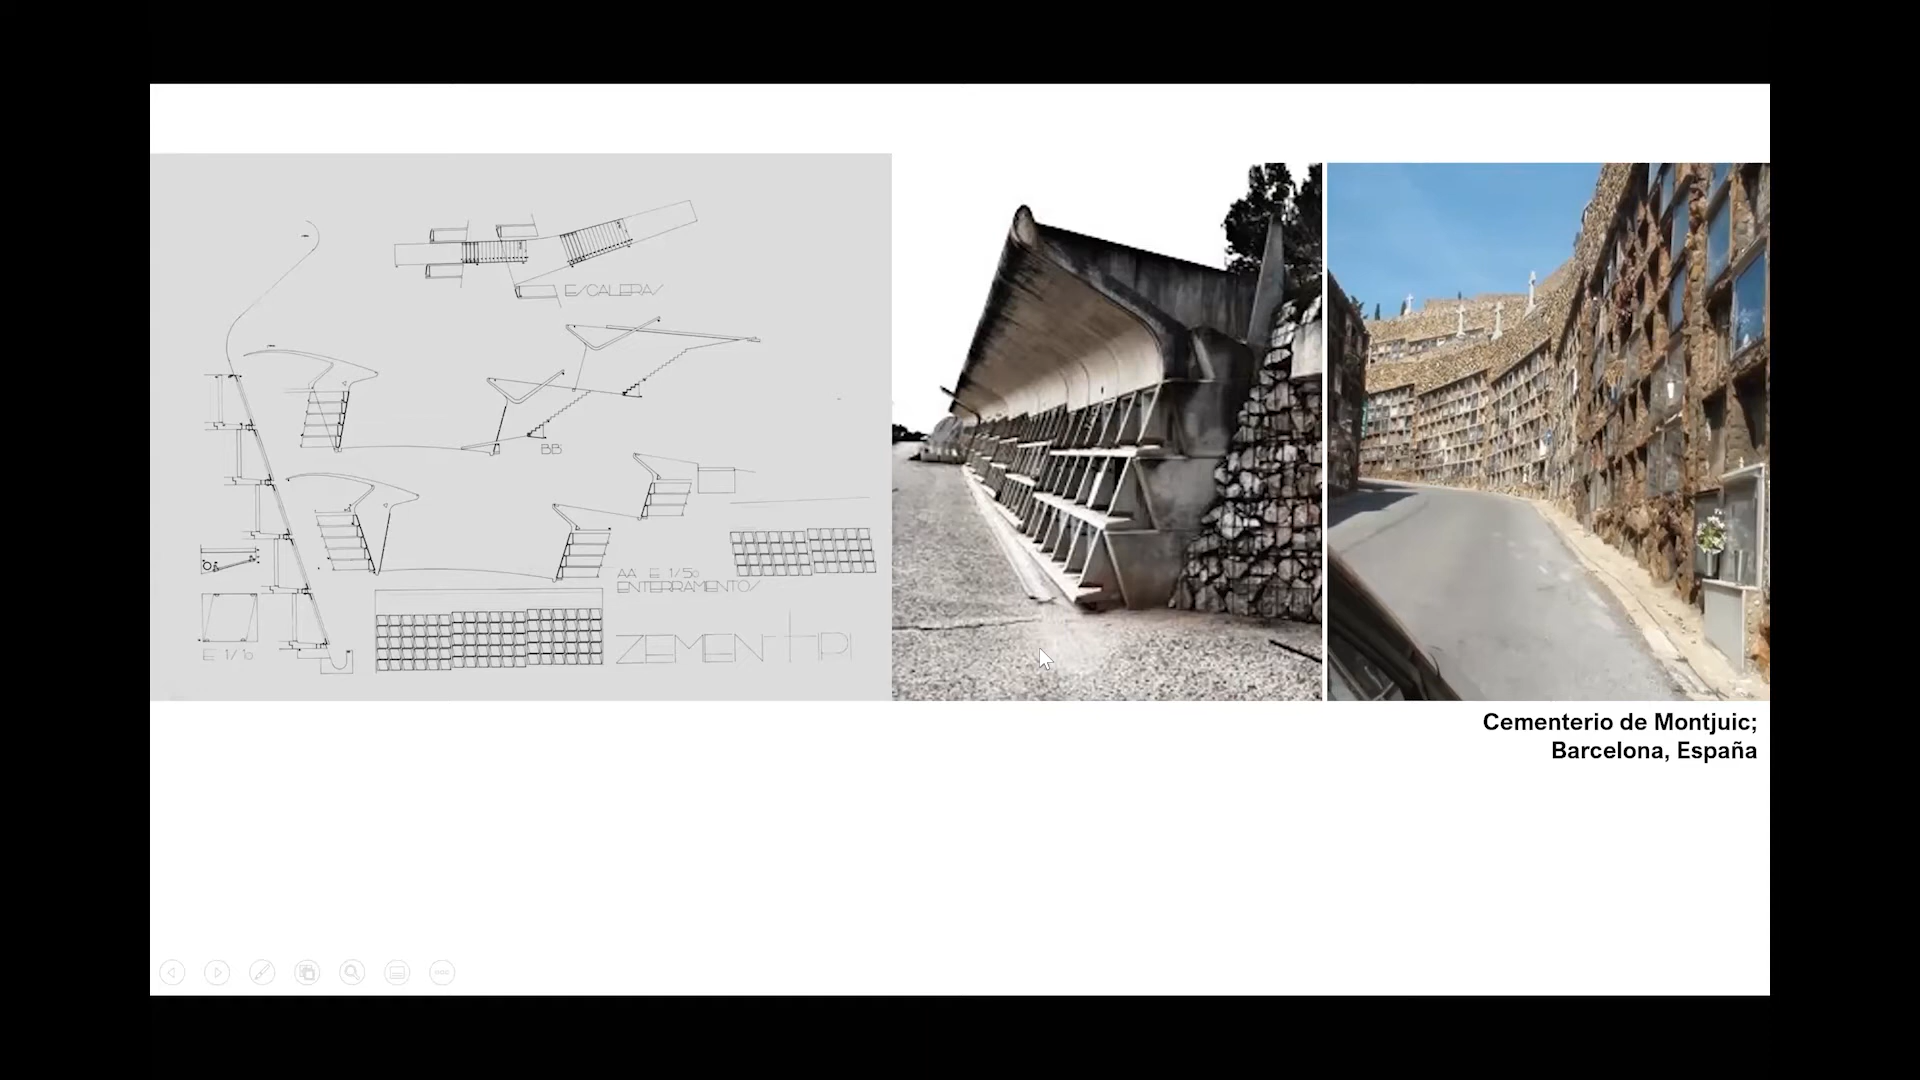 ESCALERAS
BB'
AA' E 1/50
ENTERRAMENTOS
ZEMENTIRI
E 1/10
Cementerio de Montjuic;
Barcelona, España